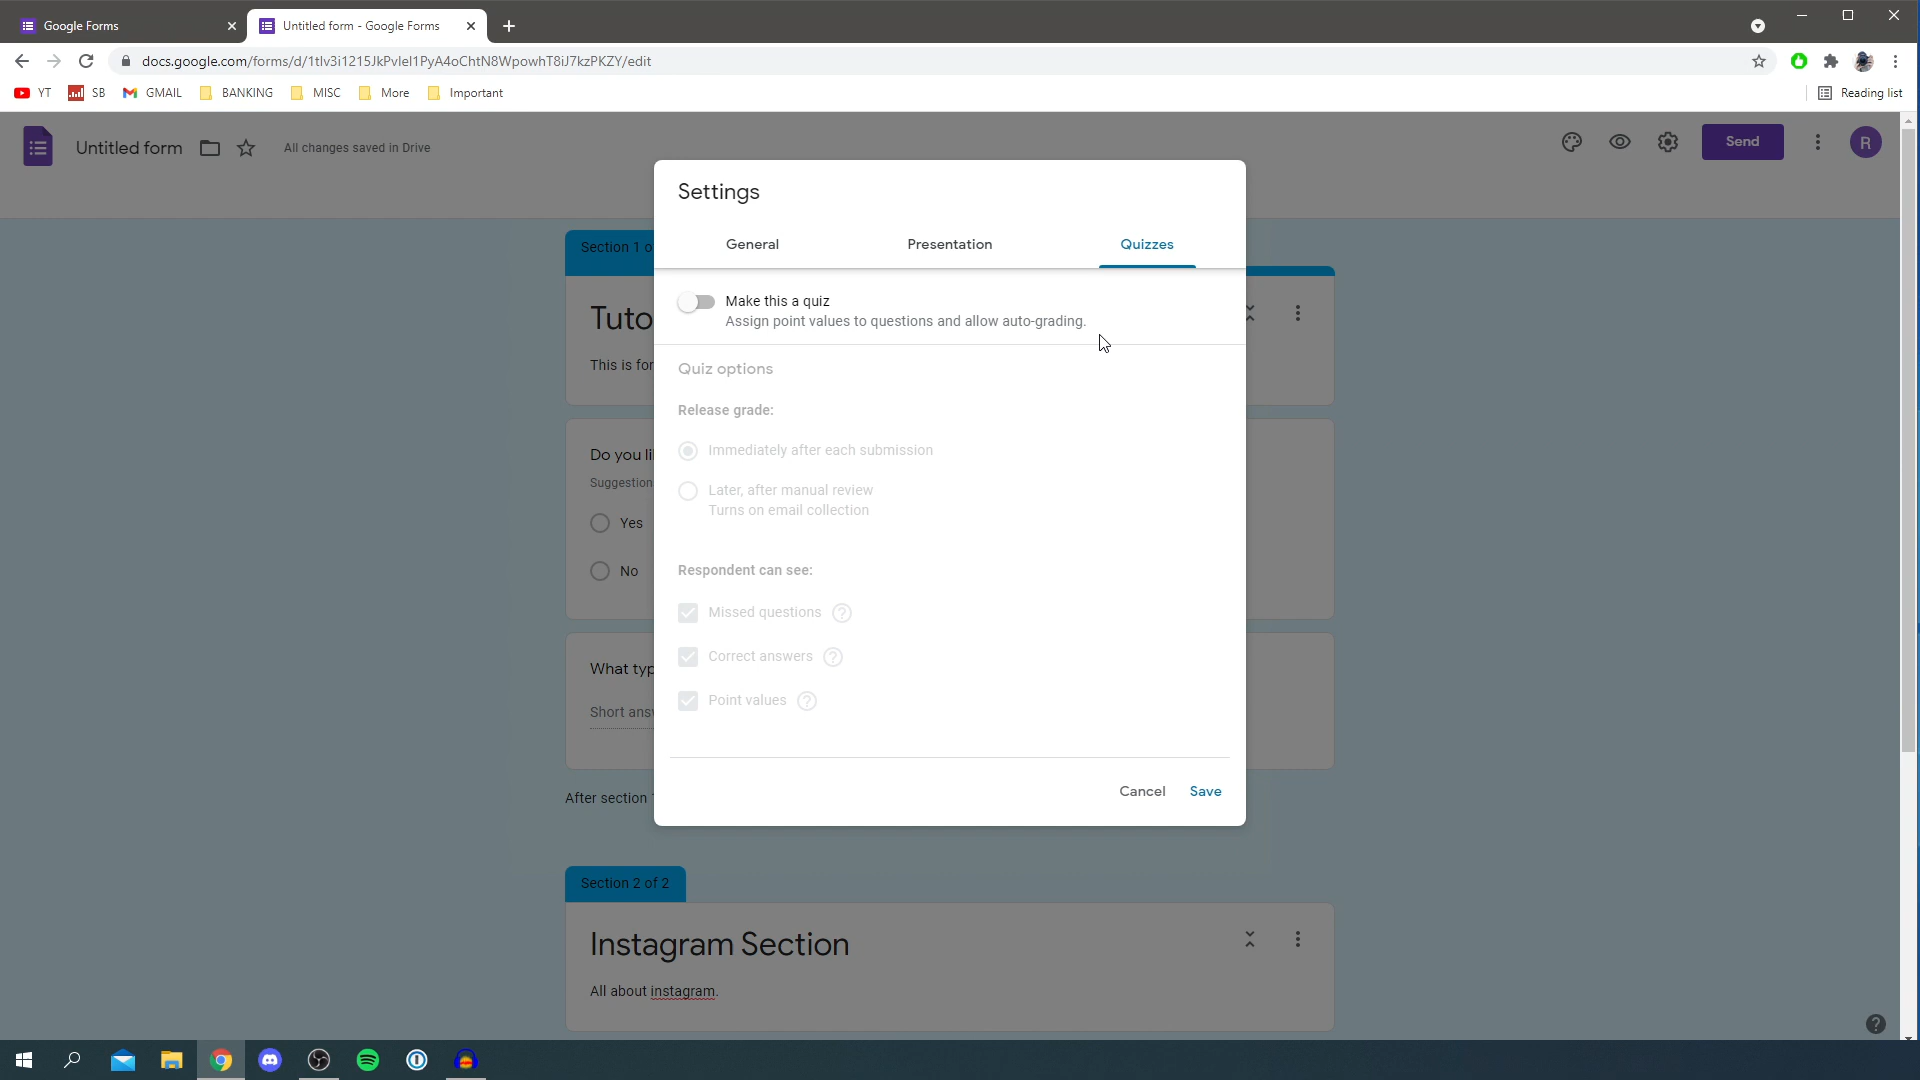 Google Forms
Untitled form - Google Forms
docs.google.com/forms/d/1tlv3i1215JkPvIeI1PyA4oChtN8WpowhT8iJ7kzPKZY/edit
YT SB GMAIL BANKING MISC More Important Reading list
Untitled form All changes saved in Drive Send R
Settings
General Presentation Quizzes
Make this a quiz
Assign point values to questions and allow auto-grading.
Quiz options
Release grade:
Immediately after each submission
Later, after manual review
Turns on email collection
Respondent can see:
Missed questions
Correct answers
Point values
Cancel Save
Section 1 o
Tuto
This is for
Do you li
Suggestion
Yes
No
What typ
Short ans
After section
Section 2 of 2
Instagram Section
All about instagram.